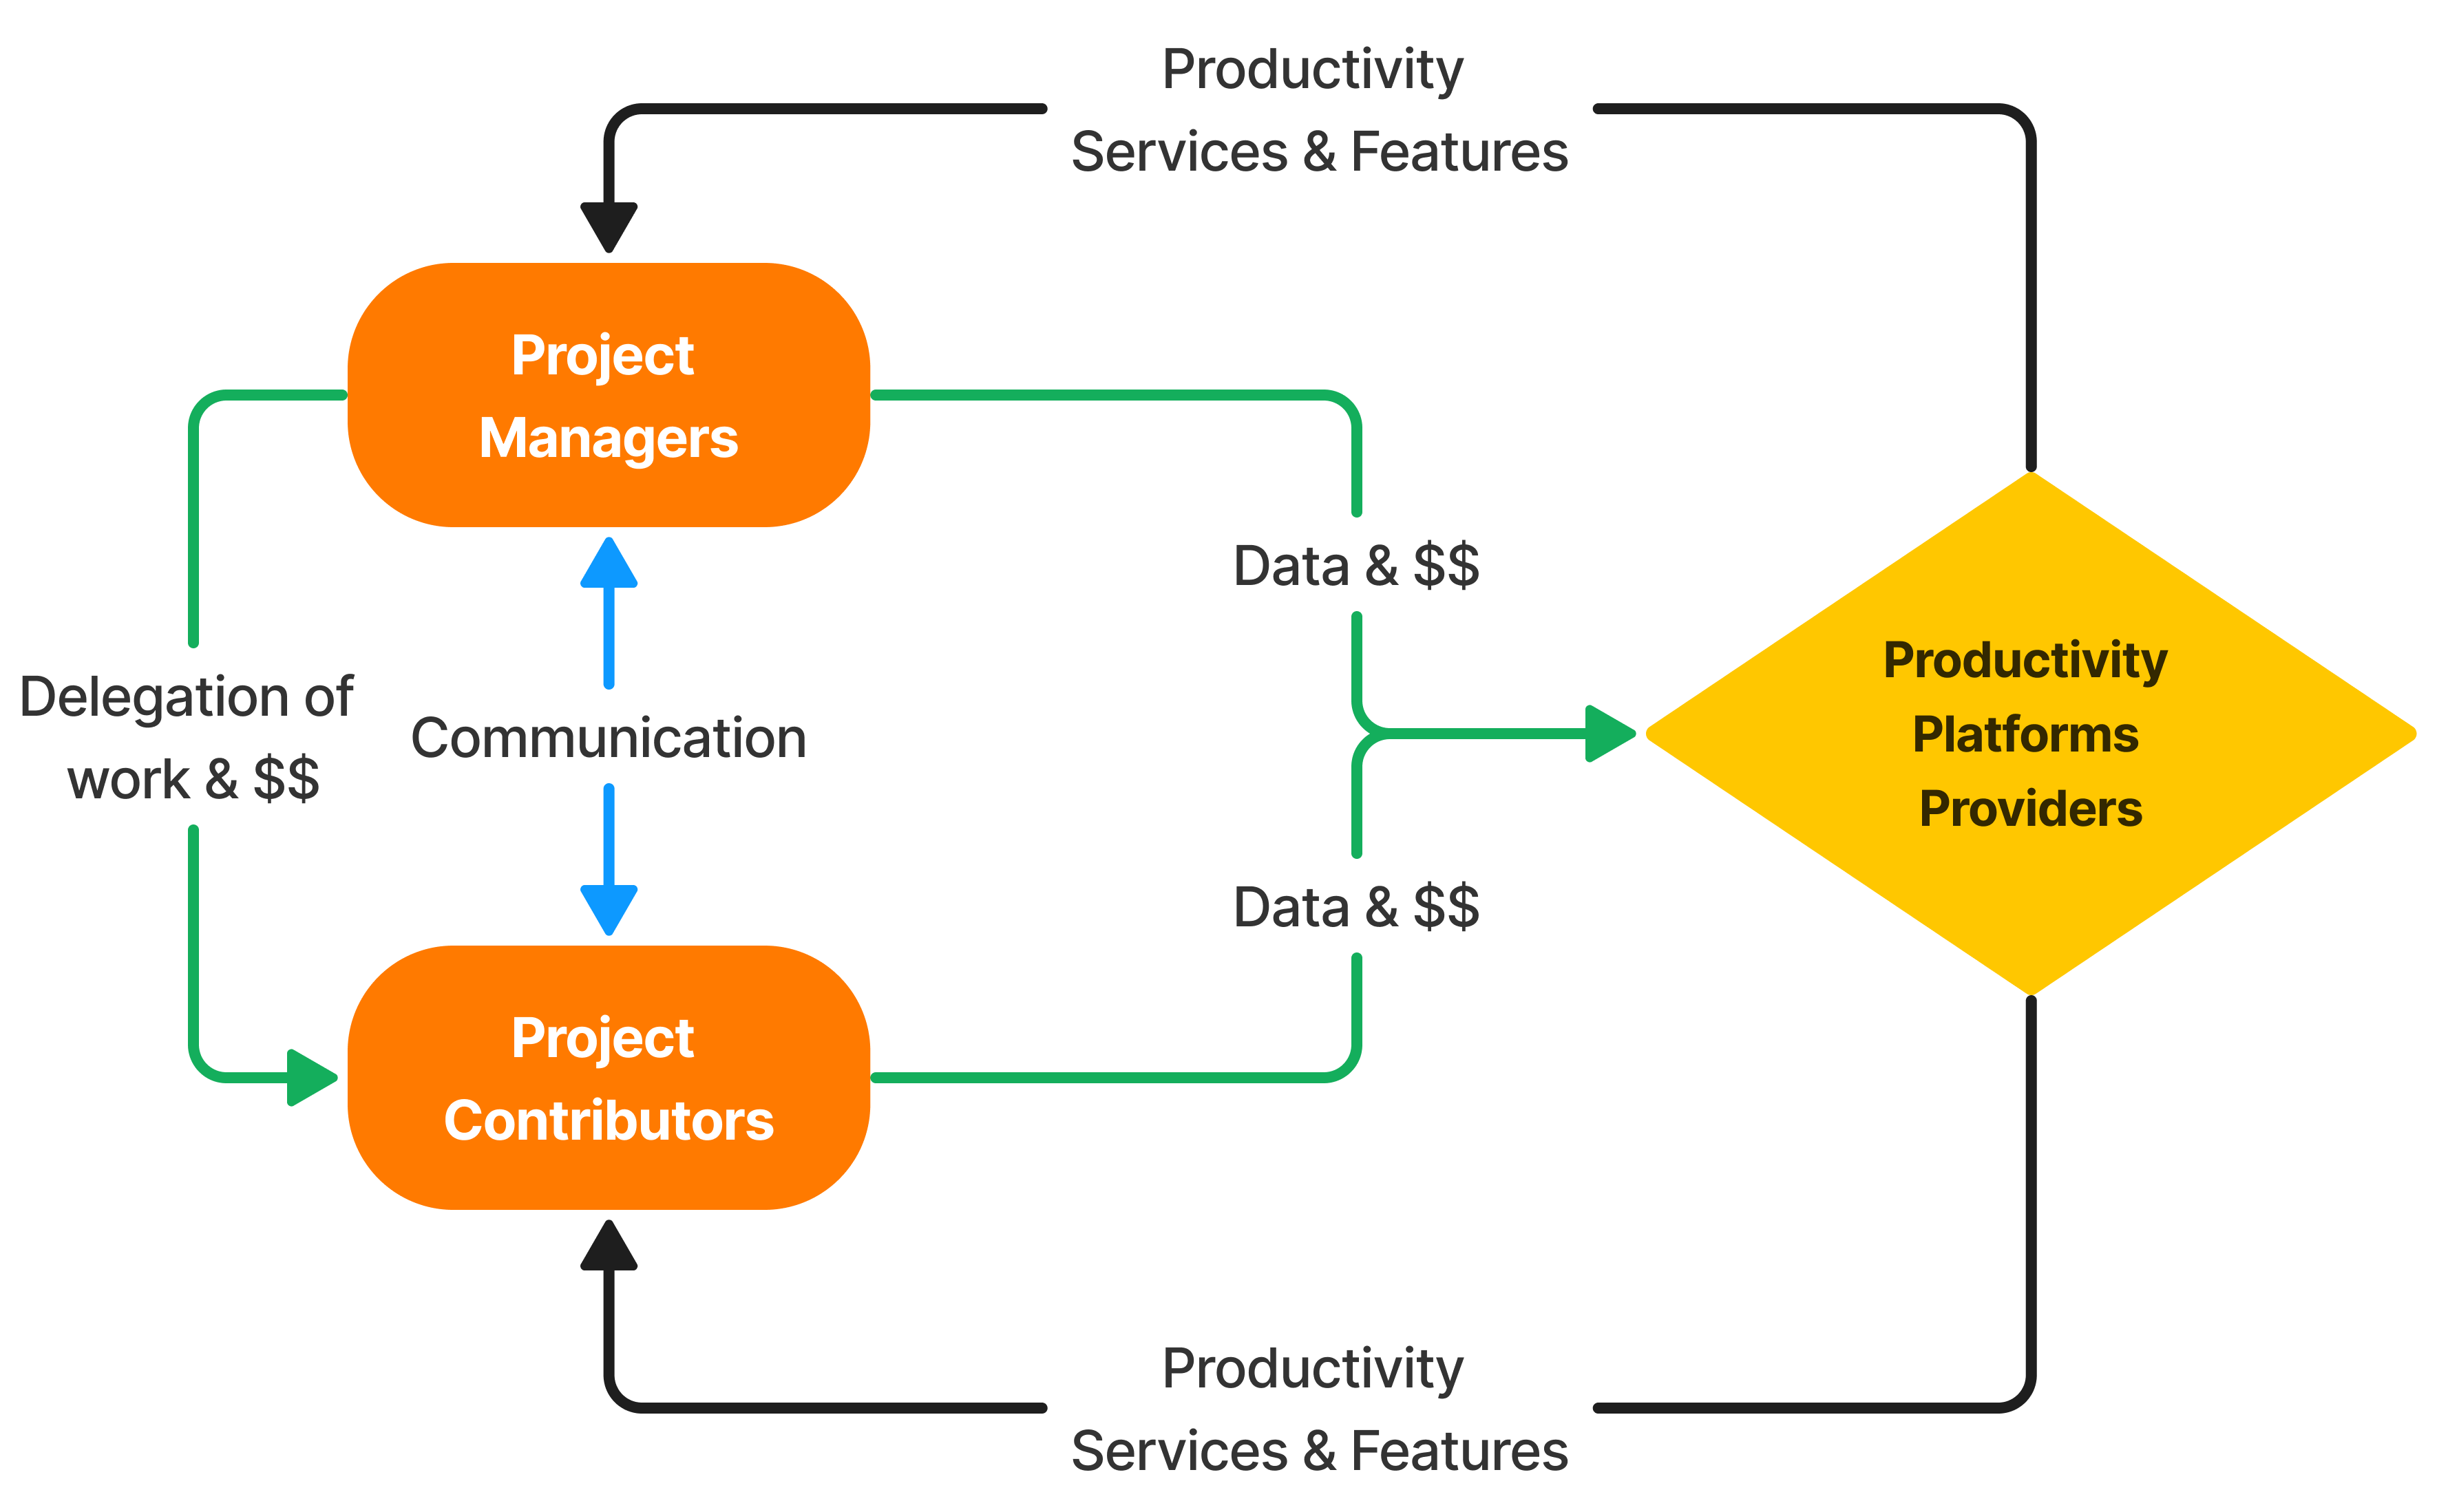 Productivity
Services & Features
Project
Managers
Data & $$
Delegation of
work & $$
Communication
Productivity
Platforms
Providers
Data & $$
Project
Contributors
Productivity
Services & Features